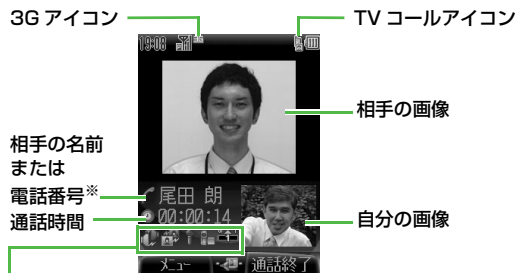 3G アイコン
TV コールアイコン
19:08
相手の画像
相手の名前
または
電話番号※
通話時間
尾田 朗
00:00:14
自分の画像
メニュー
通話終了